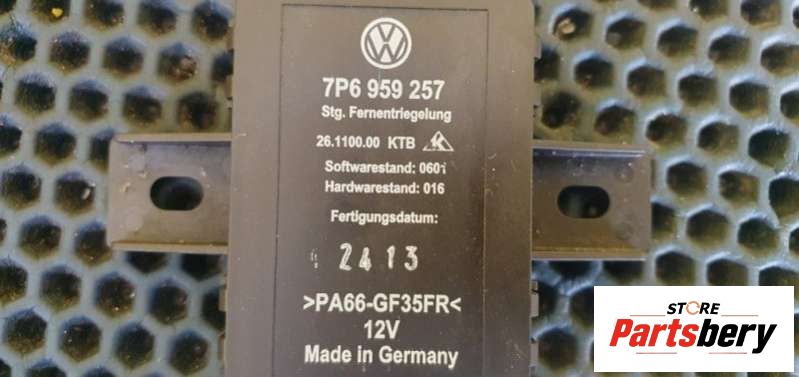 7P6 959 257
Stg. Fernentriegelung
26.1100.00 KTB
Softwarestand: 0601
Hardwarestand: 016
Fertigungsdatum:
2413
>PA66-GF35FR<
12V
Made in Germany
STORE
Partsbery